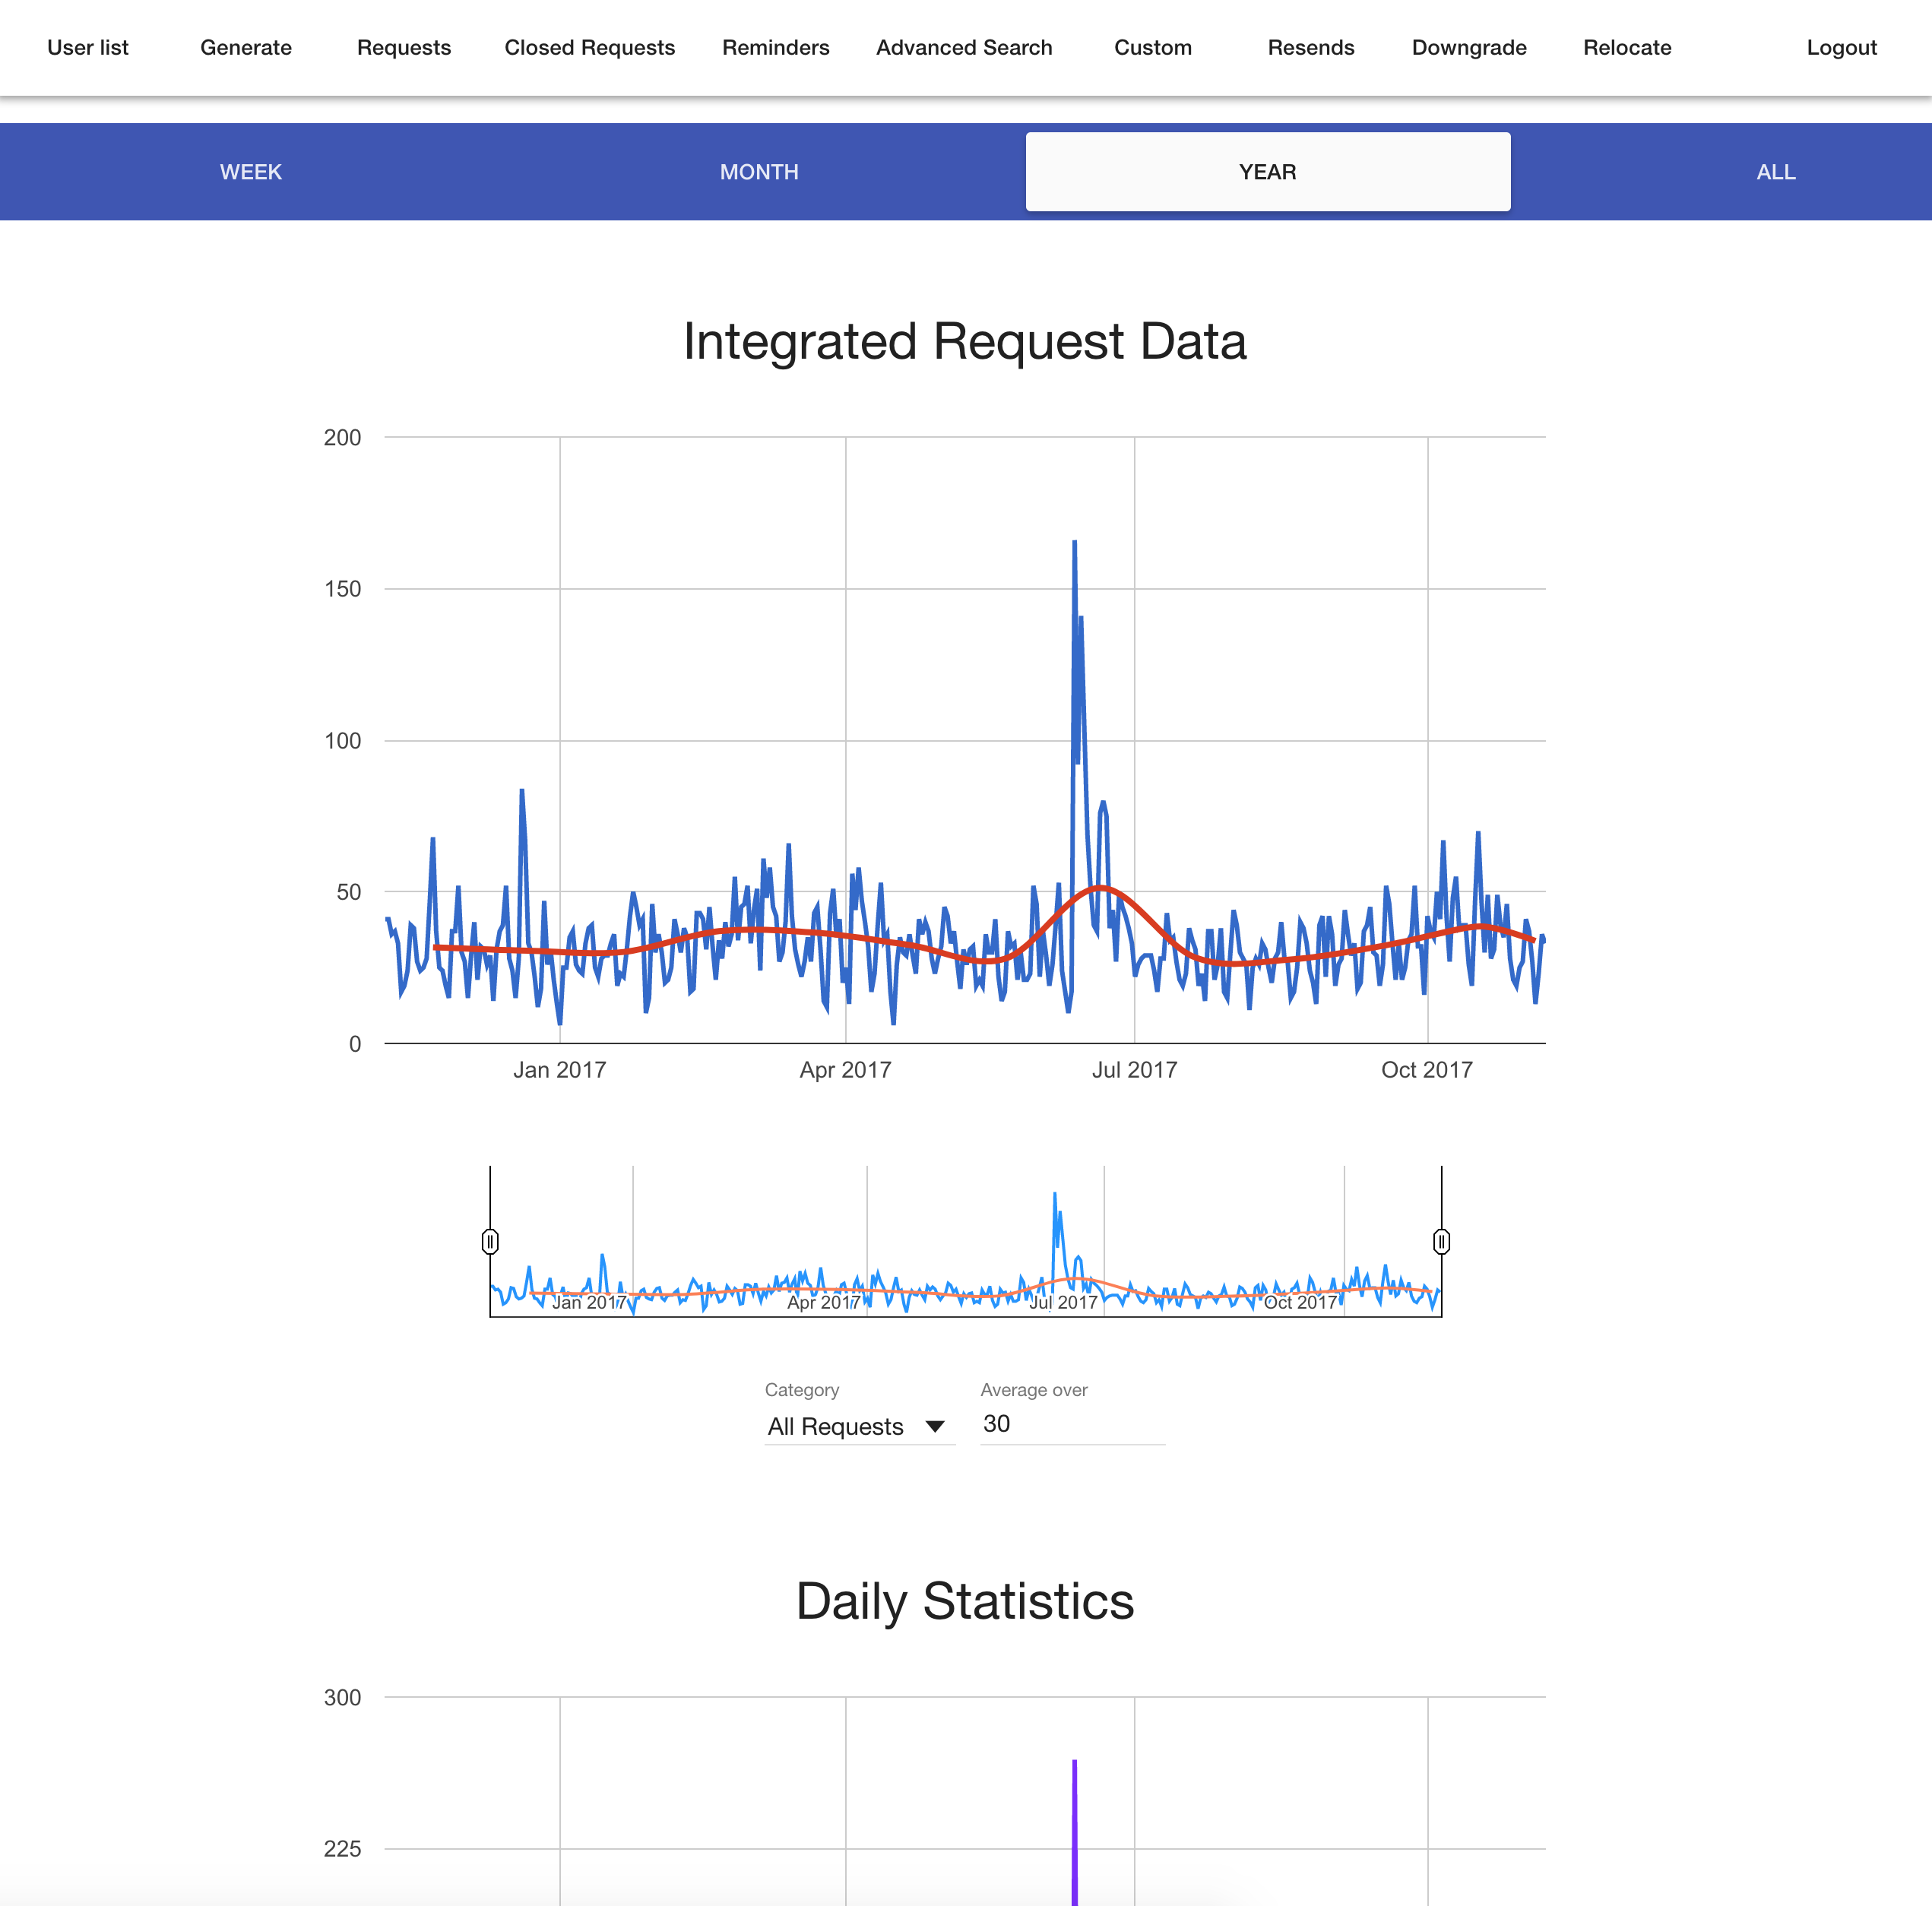 User list Generate Requests Closed Requests Reminders Advanced Search Custom Resends Downgrade Relocate Logout
WEEK MONTH YEAR ALL
Integrated Request Data
200
150
100
50
0
Jan 2017 Apr 2017 Jul 2017 Oct 2017
Jan 2017 Apr 2017 Jul 2017 Oct 2017
Category Average over
All Requests 30
Daily Statistics
300
225